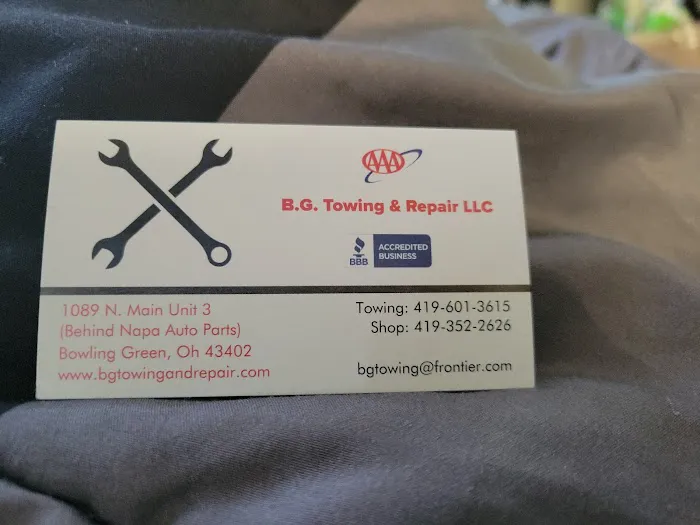 AAA
B.G. Towing & Repair LLC
BBB
ACCREDITED
BUSINESS
1089 N. Main Unit 3
(Behind Napa Auto Parts)
Bowling Green, Oh 43402
www.bgtowingandrepair.com
Towing: 419-601-3615
Shop: 419-352-2626
bgtowing@frontier.com